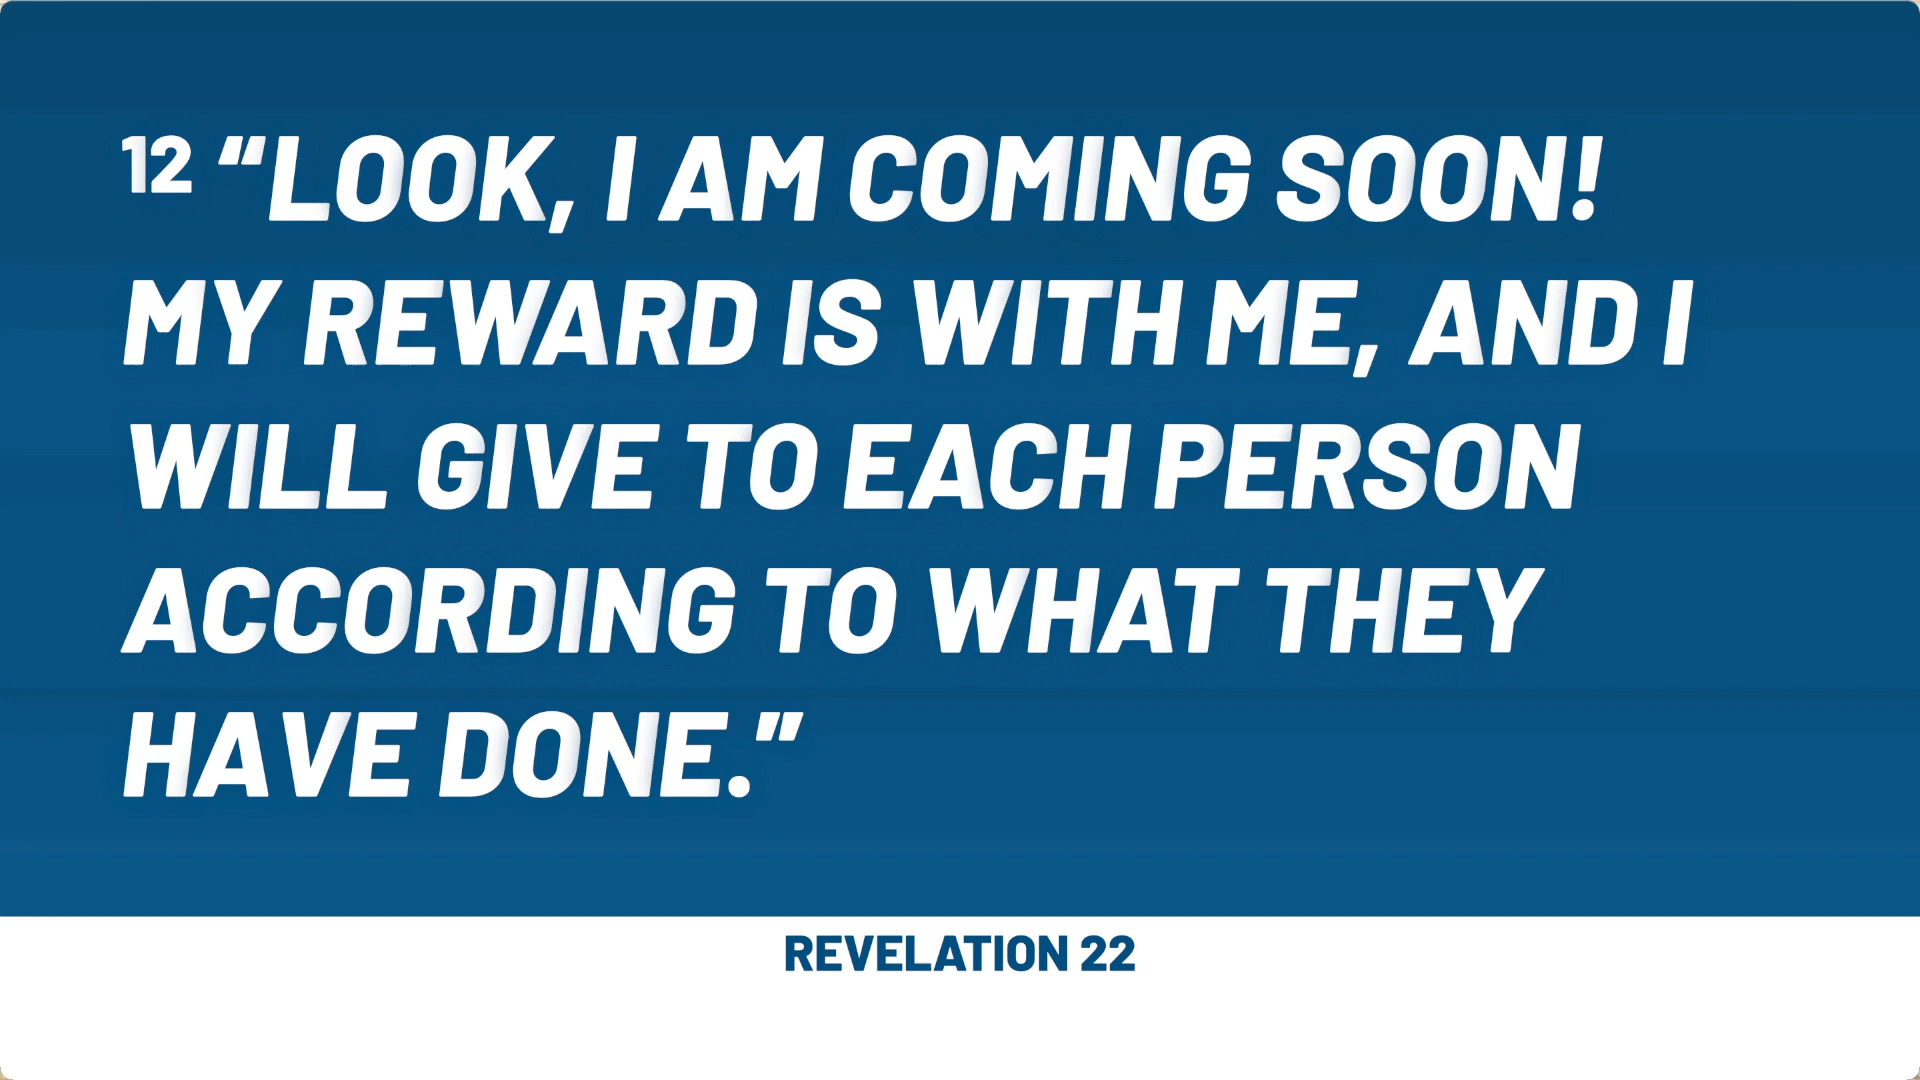 12 “LOOK, I AM COMING SOON!
MY REWARD IS WITH ME, AND I
WILL GIVE TO EACH PERSON
ACCORDING TO WHAT THEY
HAVE DONE.”
REVELATION 22